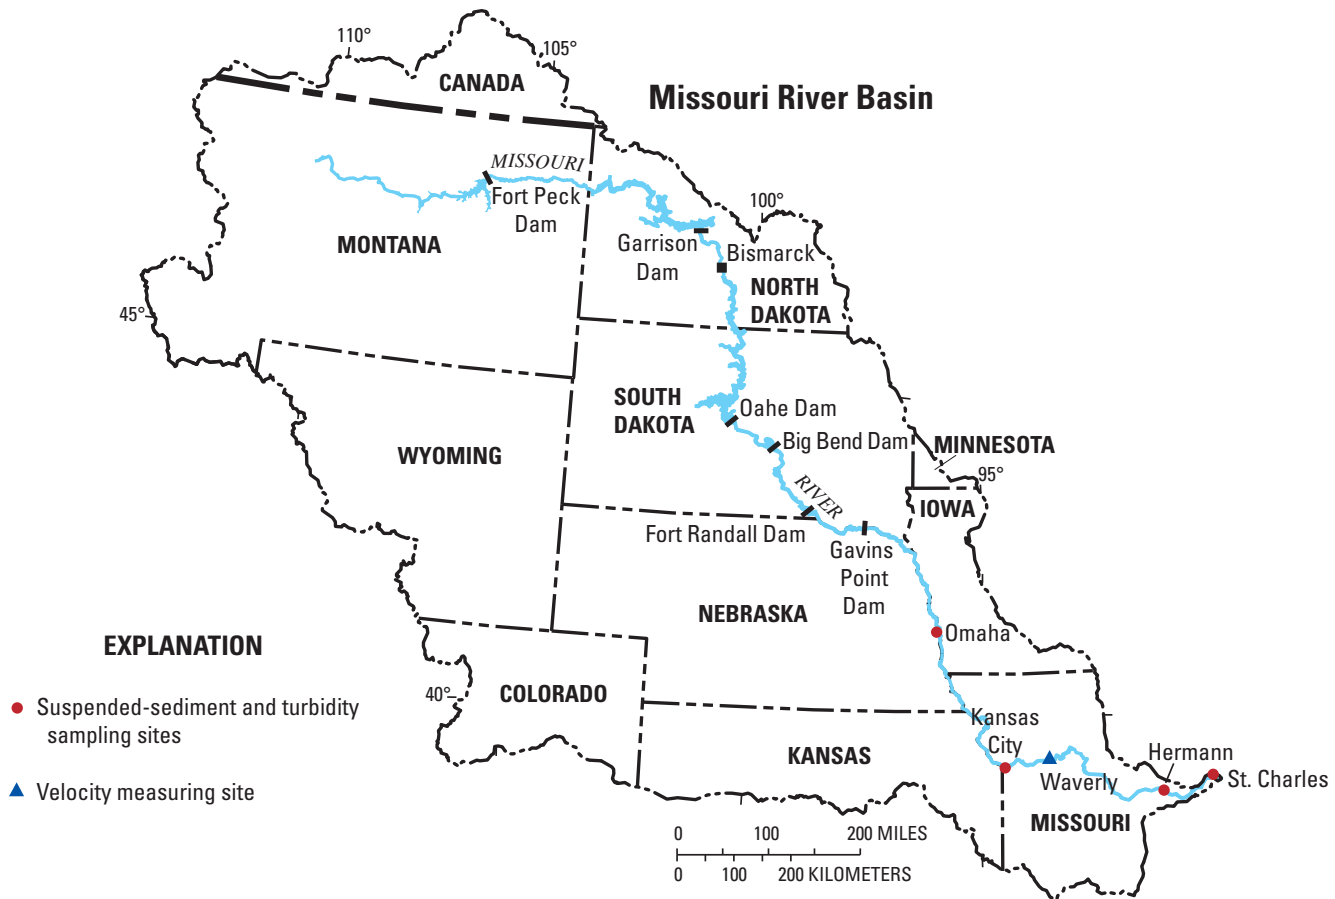 110°
105°
CANADA
Missouri River Basin
MISSOURI
Fort Peck
Dam
100°
MONTANA
Garrison
Dam
Bismarck
NORTH
DAKOTA
45°
SOUTH
DAKOTA
Oahe Dam
Big Bend Dam
MINNESOTA
95°
WYOMING
RIVER
IOWA
Fort Randall Dam
Gavins
Point
Dam
NEBRASKA
Omaha
EXPLANATION
Suspended-sediment and turbidity
sampling sites
Velocity measuring site
40°
COLORADO
Kansas
City
KANSAS
Waverly
Hermann
St. Charles
MISSOURI
0 100 200 MILES
0 100 200 KILOMETERS